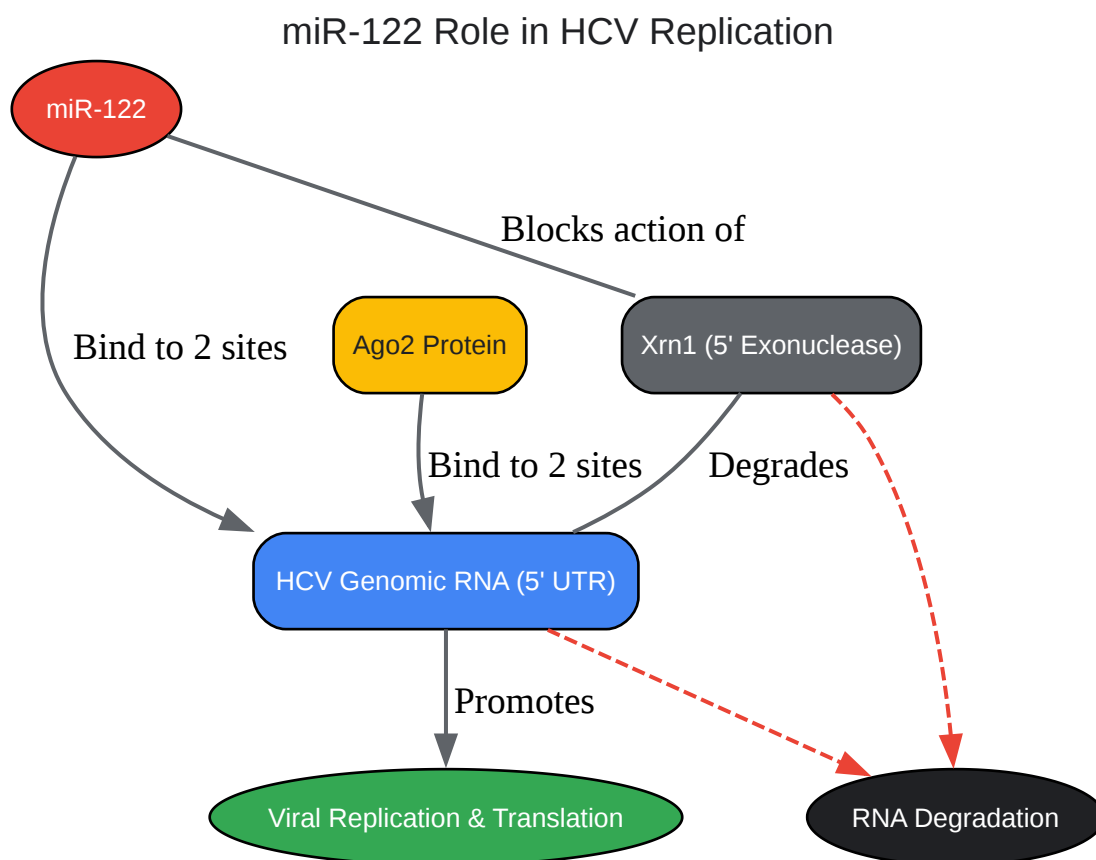 miR-122 Role in HCV Replication
miR-122
Blocks action of
Bind to 2 sites
Ago2 Protein
Xrn1 (5' Exonuclease)
Bind to 2 sites
Degrades
HCV Genomic RNA (5' UTR)
Promotes
Viral Replication & Translation
RNA Degradation